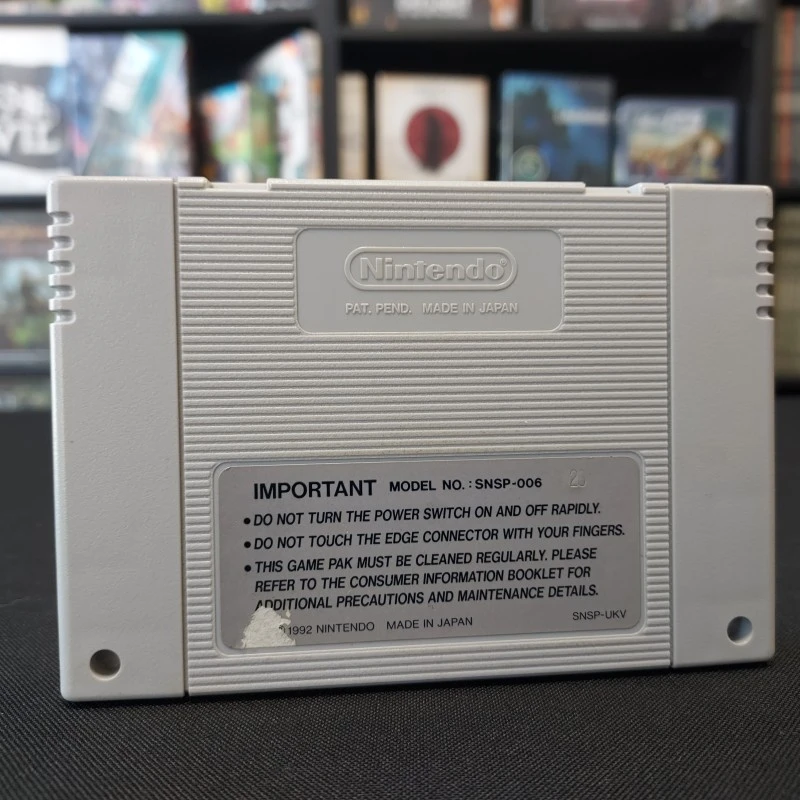 Nintendo®
PAT. PEND. MADE IN JAPAN
IMPORTANT MODEL NO. : SNSP-006 20
• DO NOT TURN THE POWER SWITCH ON AND OFF RAPIDLY.
• DO NOT TOUCH THE EDGE CONNECTOR WITH YOUR FINGERS.
• THIS GAME PAK MUST BE CLEANED REGULARLY. PLEASE
REFER TO THE CONSUMER INFORMATION BOOKLET FOR
ADDITIONAL PRECAUTIONS AND MAINTENANCE DETAILS.
1992 NINTENDO MADE IN JAPAN SNSP-UKV